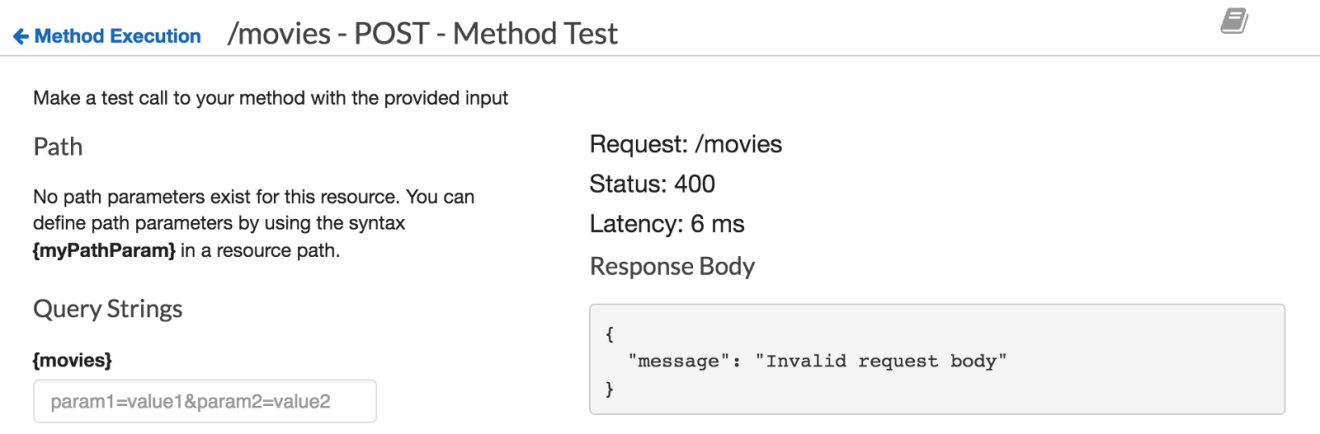 Method Execution /movies - POST - Method Test
Make a test call to your method with the provided input
Path
No path parameters exist for this resource. You can
define path parameters by using the syntax
{myPathParam} in a resource path.
Query Strings
{movies}
param1=value1&param2=value2
Request: /movies
Status: 400
Latency: 6 ms
Response Body
{
"message": "Invalid request body"
}